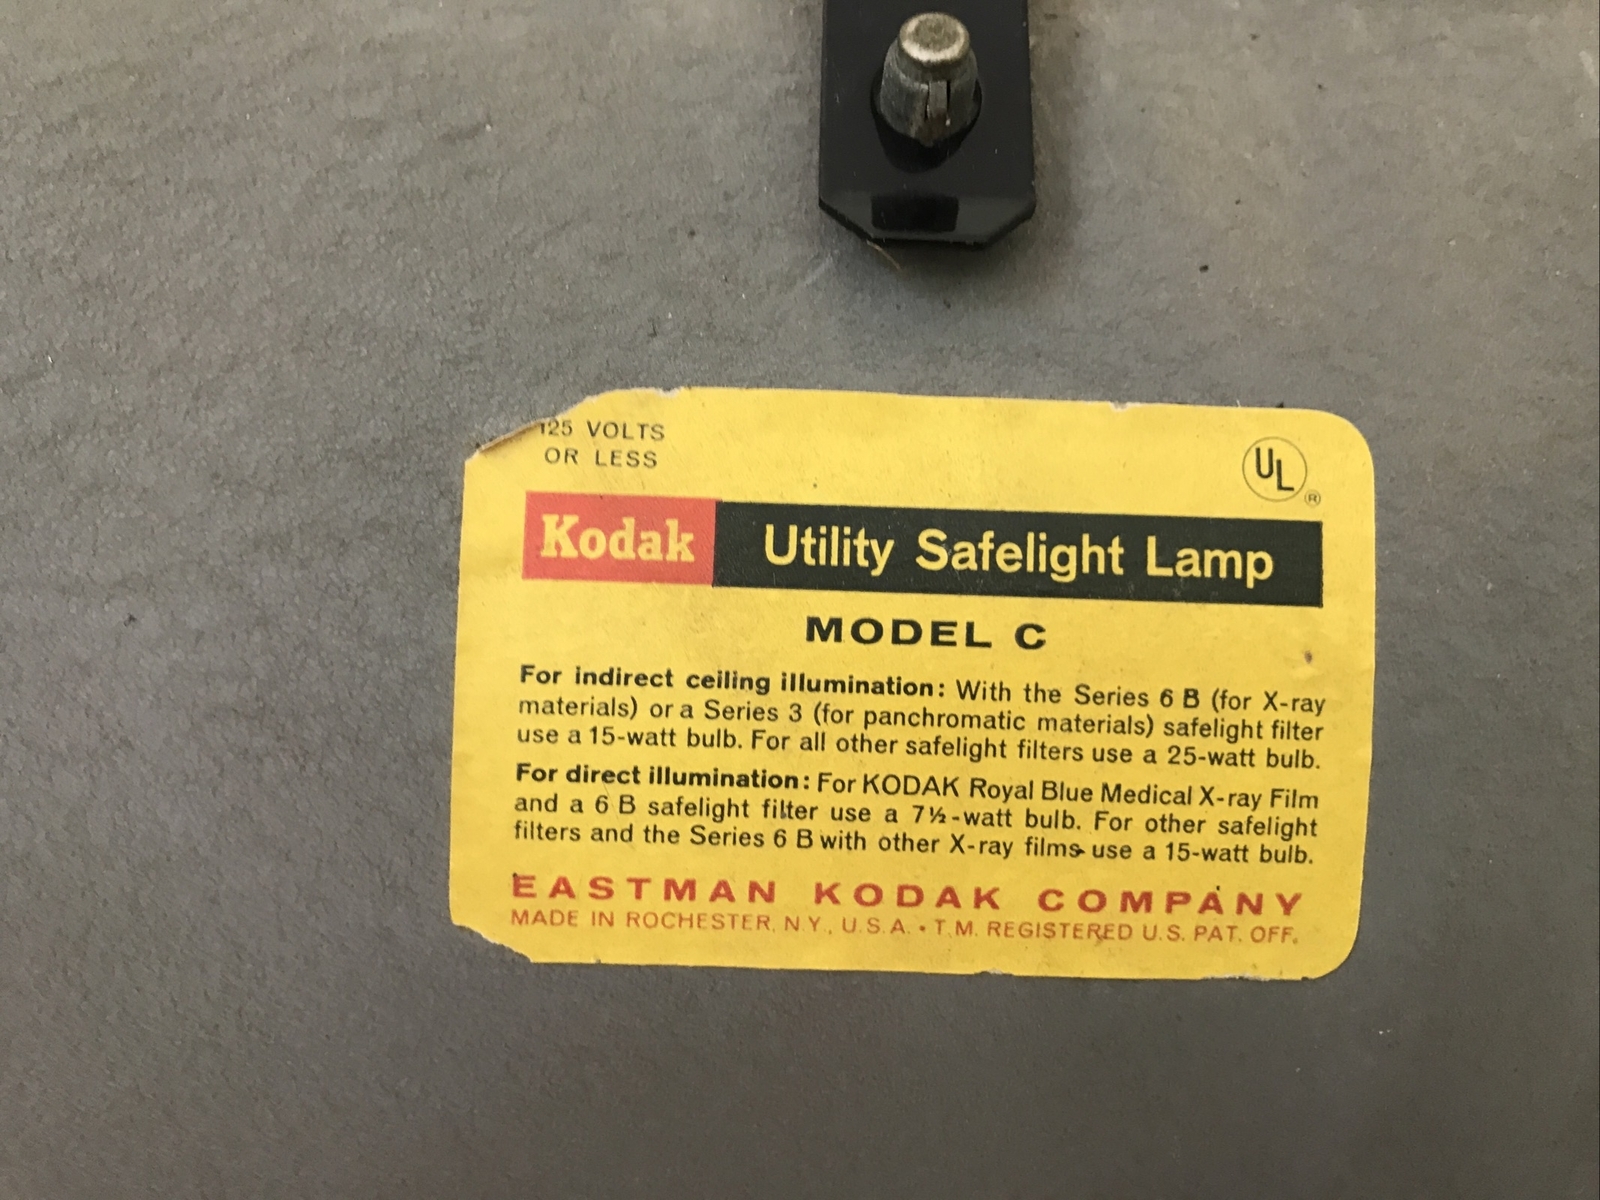 125 VOLTS
OR LESS
UL ®
Kodak Utility Safelight Lamp
MODEL C
For indirect ceiling illumination: With the Series 6 B (for X-ray
materials) or a Series 3 (for panchromatic materials) safelight filter
use a 15-watt bulb. For all other safelight filters use a 25-watt bulb.
For direct illumination: For KODAK Royal Blue Medical X-ray Film
and a 6 B safelight filter use a 7½-watt bulb. For other safelight
filters and the Series 6 B with other X-ray films use a 15-watt bulb.
EASTMAN KODAK COMPANY
MADE IN ROCHESTER, N.Y., U.S.A. • T.M. REGISTERED U.S. PAT. OFF.